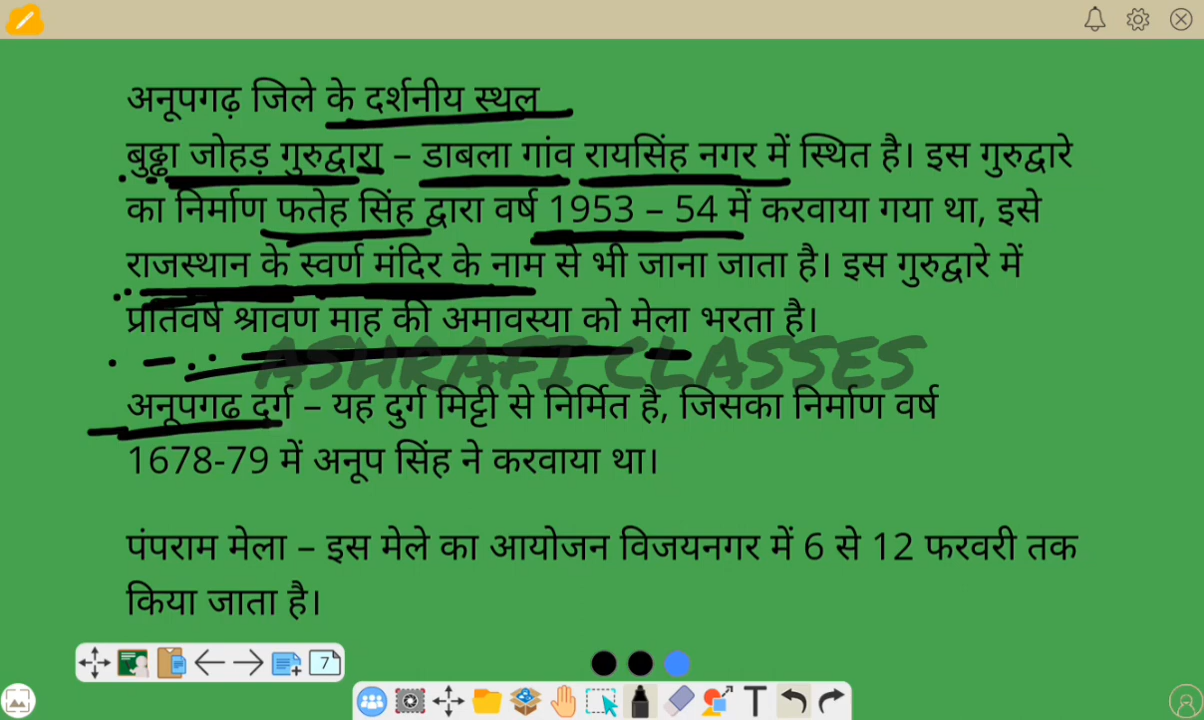 अनूपगढ़ जिले के दर्शनीय स्थल
बुढ्ढा जोहड़ गुरुद्वारा – डाबला गांव रायसिंह नगर में स्थित है। इस गुरुद्वारे
का निर्माण फतेह सिंह द्वारा वर्ष 1953 – 54 में करवाया गया था, इसे
राजस्थान के स्वर्ण मंदिर के नाम से भी जाना जाता है। इस गुरुद्वारे में
प्रतिवर्ष श्रावण माह की अमावस्या को मेला भरता है।
ASHRAFI CLASSES
अनूपगढ दुर्ग – यह दुर्ग मिट्टी से निर्मित है, जिसका निर्माण वर्ष
1678-79 में अनूप सिंह ने करवाया था।
पंपराम मेला – इस मेले का आयोजन विजयनगर में 6 से 12 फरवरी तक
किया जाता है।
7